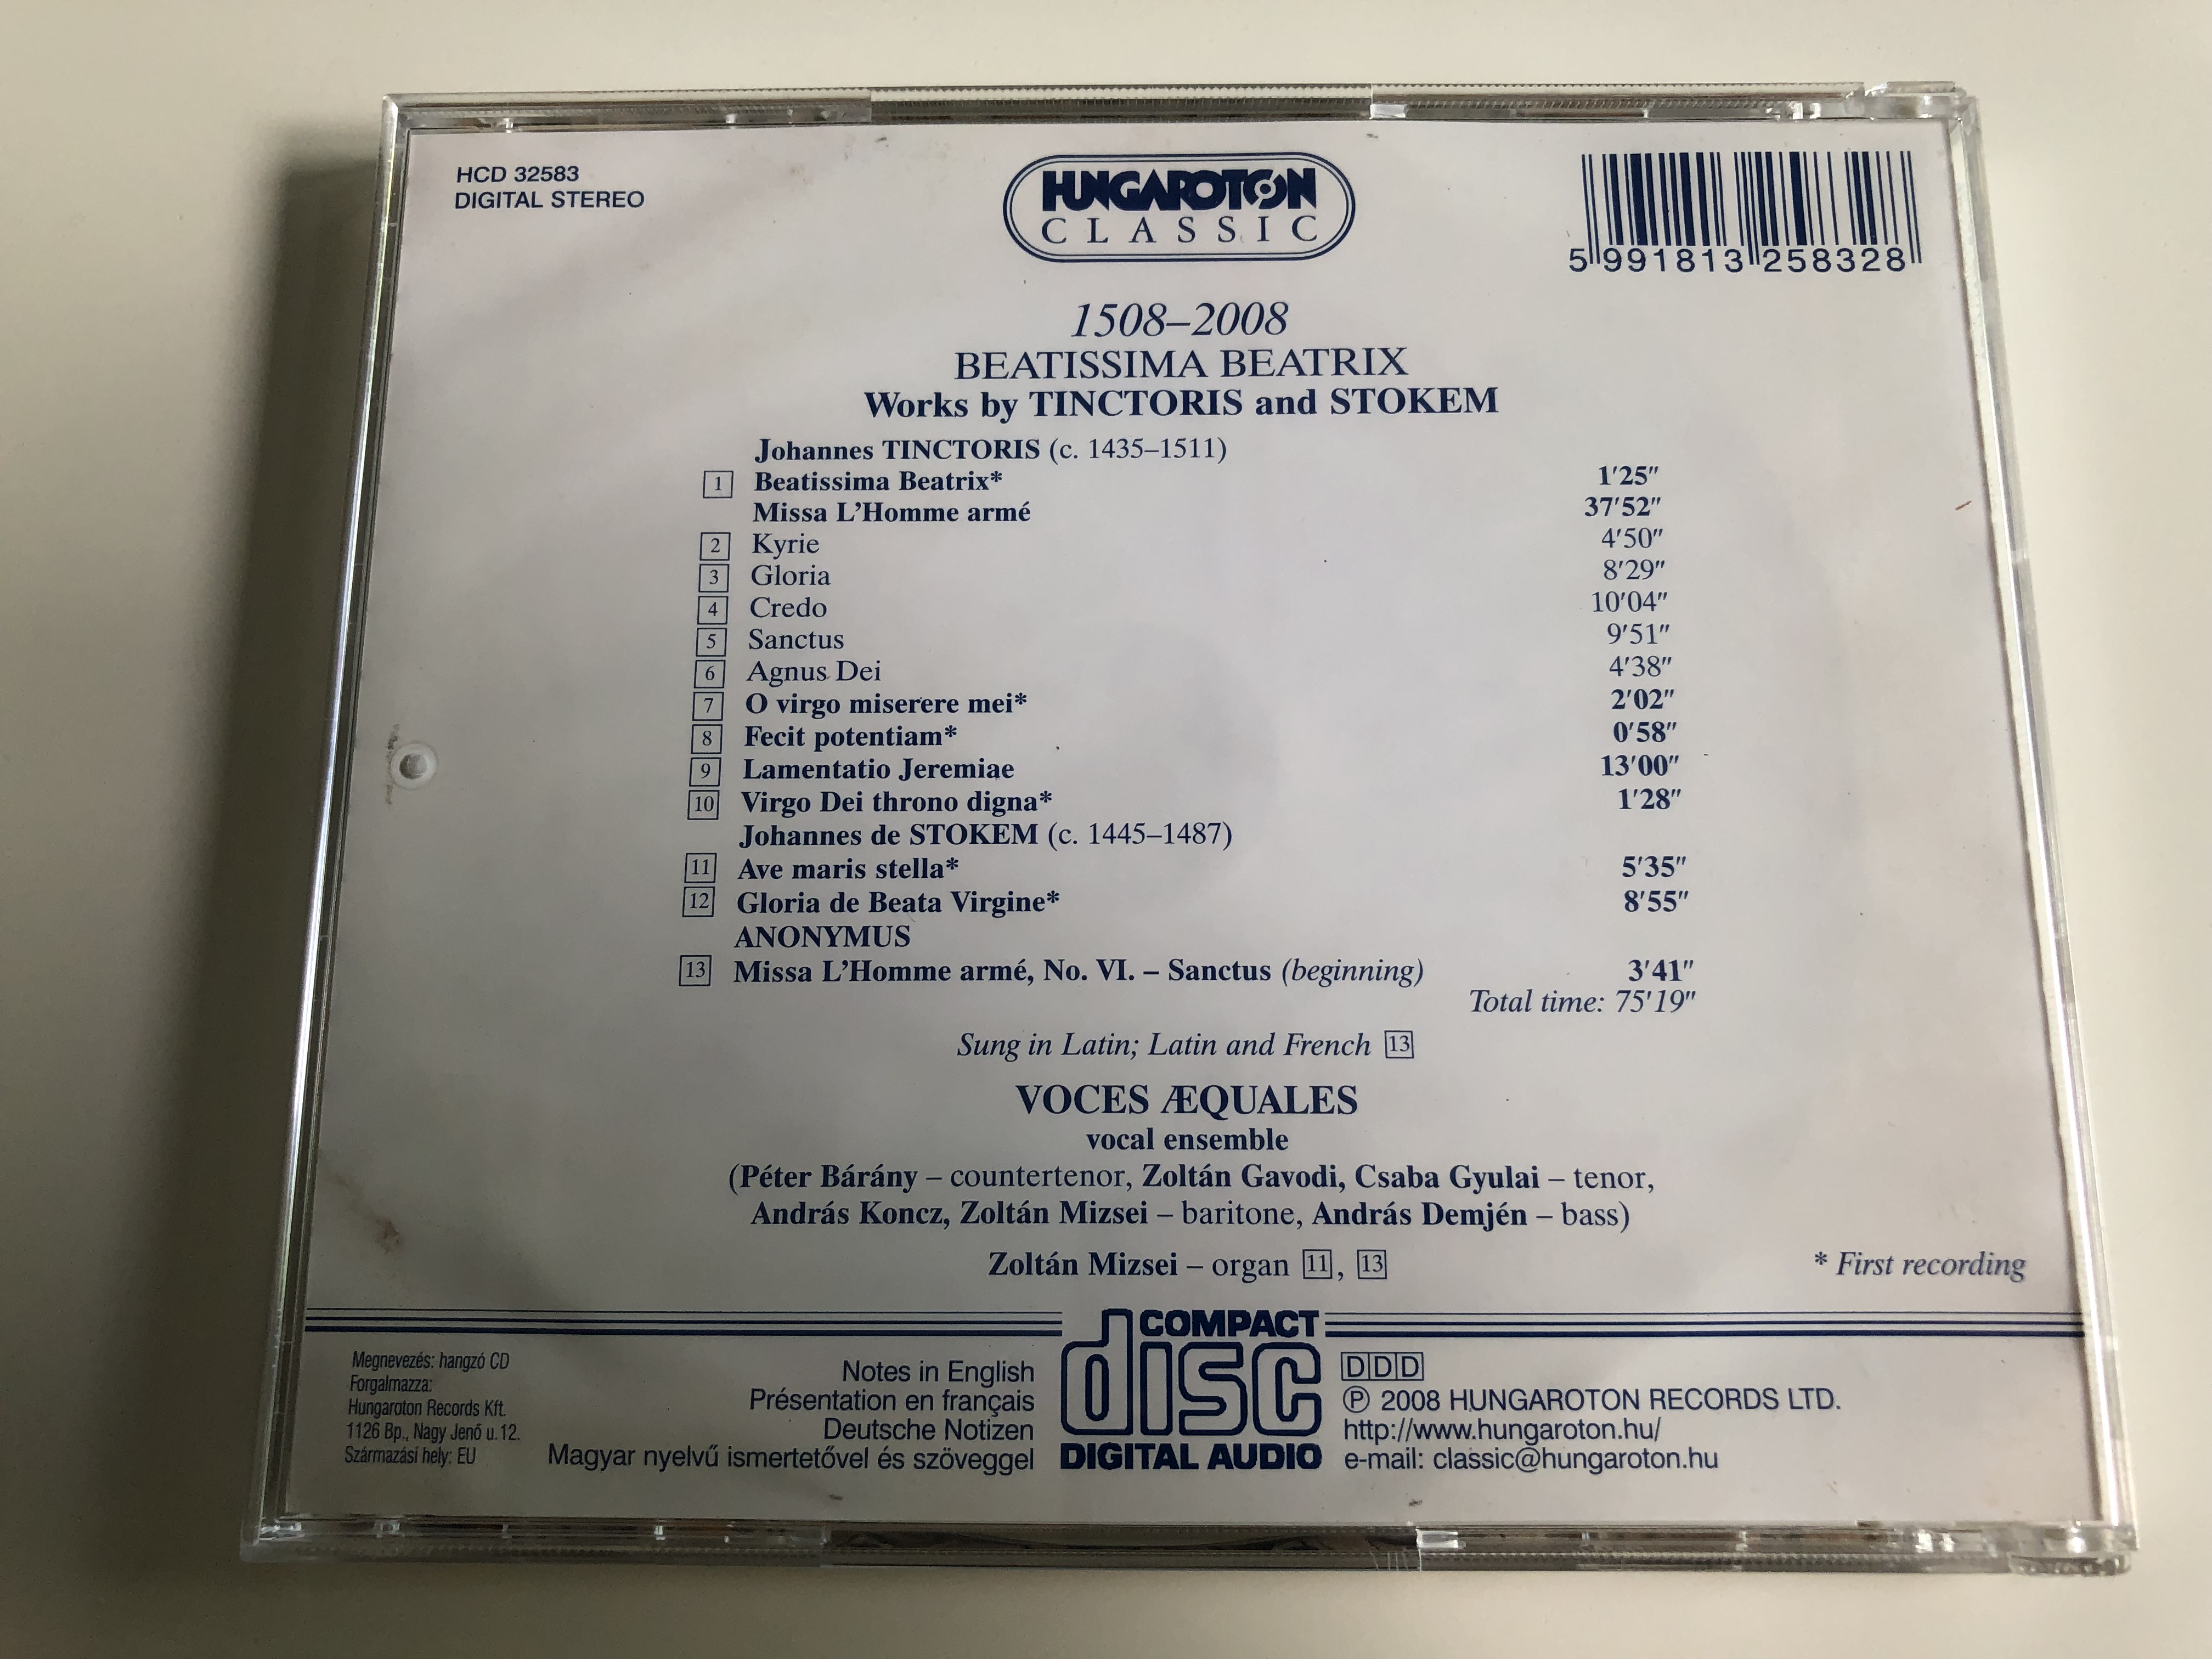 HCD 32583
DIGITAL STEREO
HUNGAROTON
CLASSIC
5 991813 258328
1508–2008
BEATISSIMA BEATRIX
Works by TINCTORIS and STOKEM
Johannes TINCTORIS (c. 1435–1511)
1 Beatissima Beatrix* 1′25″
Missa L’Homme armé 37′52″
2 Kyrie 4′50″
3 Gloria 8′29″
4 Credo 10′04″
5 Sanctus 9′51″
6 Agnus Dei 4′38″
7 O virgo miserere mei* 2′02″
8 Fecit potentiam* 0′58″
9 Lamentatio Jeremiae 13′00″
10 Virgo Dei throno digna* 1′28″
Johannes de STOKEM (c. 1445–1487)
11 Ave maris stella* 5′35″
12 Gloria de Beata Virgine* 8′55″
ANONYMUS
13 Missa L’Homme armé, No. VI. – Sanctus (beginning) 3′41″
Total time: 75′19″
Sung in Latin; Latin and French 13
VOCES ÆQUALES
vocal ensemble
(Péter Bárány – countertenor, Zoltán Gavodi, Csaba Gyulai – tenor,
András Koncz, Zoltán Mizsei – baritone, András Demjén – bass)
Zoltán Mizsei – organ 11, 13
* First recording
Megnevezés: hangzó CD
Forgalmazza:
Hungaroton Records Kft.
1126 Bp., Nagy Jenő u. 12.
Származási hely: EU
Notes in English
Présentation en français
Deutsche Notizen
Magyar nyelvű ismertetővel és szöveggel
COMPACT
disc
DIGITAL AUDIO
DDD
℗ 2008 HUNGAROTON RECORDS LTD.
http://www.hungaroton.hu/
e-mail: classic@hungaroton.hu